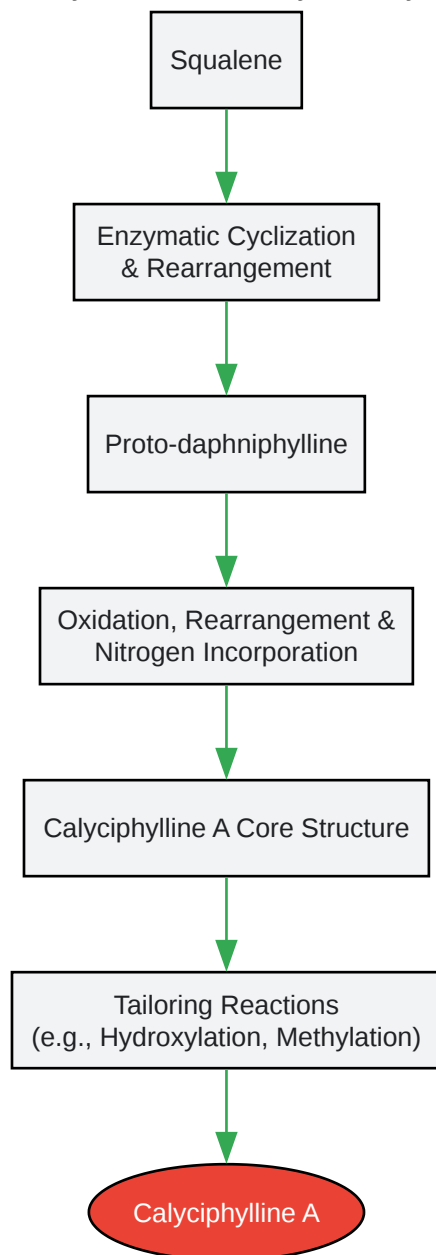 Squalene
Enzymatic Cyclization
& Rearrangement
Proto-daphniphylline
Oxidation, Rearrangement &
Nitrogen Incorporation
Calyciphylline A Core Structure
Tailoring Reactions
(e.g., Hydroxylation, Methylation)
Calyciphylline A